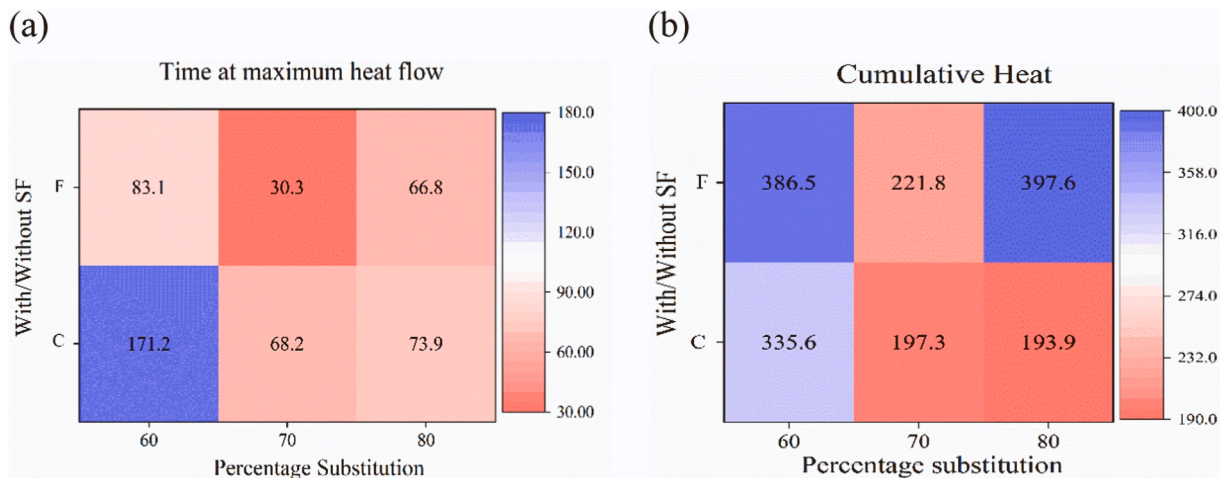 (a)
Time at maximum heat flow
With/Without SF
F
83.1
30.3
66.8
C
171.2
68.2
73.9
60
70
80
Percentage Substitution
180.0
150.0
120.0
90.00
60.00
30.00
(b)
Cumulative Heat
With/Without SF
F
386.5
221.8
397.6
C
335.6
197.3
193.9
60
70
80
Percentage substitution
400.0
358.0
316.0
274.0
232.0
190.0